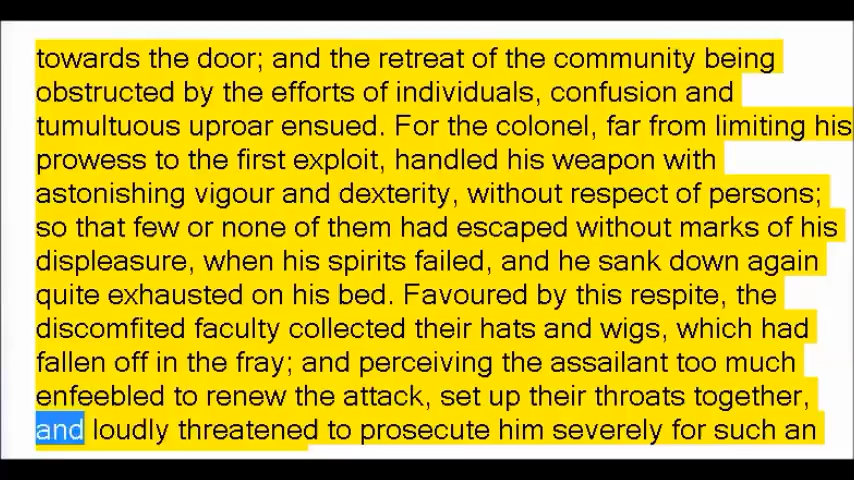 towards the door; and the retreat of the community being
obstructed by the efforts of individuals, confusion and
tumultuous uproar ensued. For the colonel, far from limiting his
prowess to the first exploit, handled his weapon with
astonishing vigour and dexterity, without respect of persons;
so that few or none of them had escaped without marks of his
displeasure, when his spirits failed, and he sank down again
quite exhausted on his bed. Favoured by this respite, the
discomfited faculty collected their hats and wigs, which had
fallen off in the fray; and perceiving the assailant too much
enfeebled to renew the attack, set up their throats together,
and loudly threatened to prosecute him severely for such an